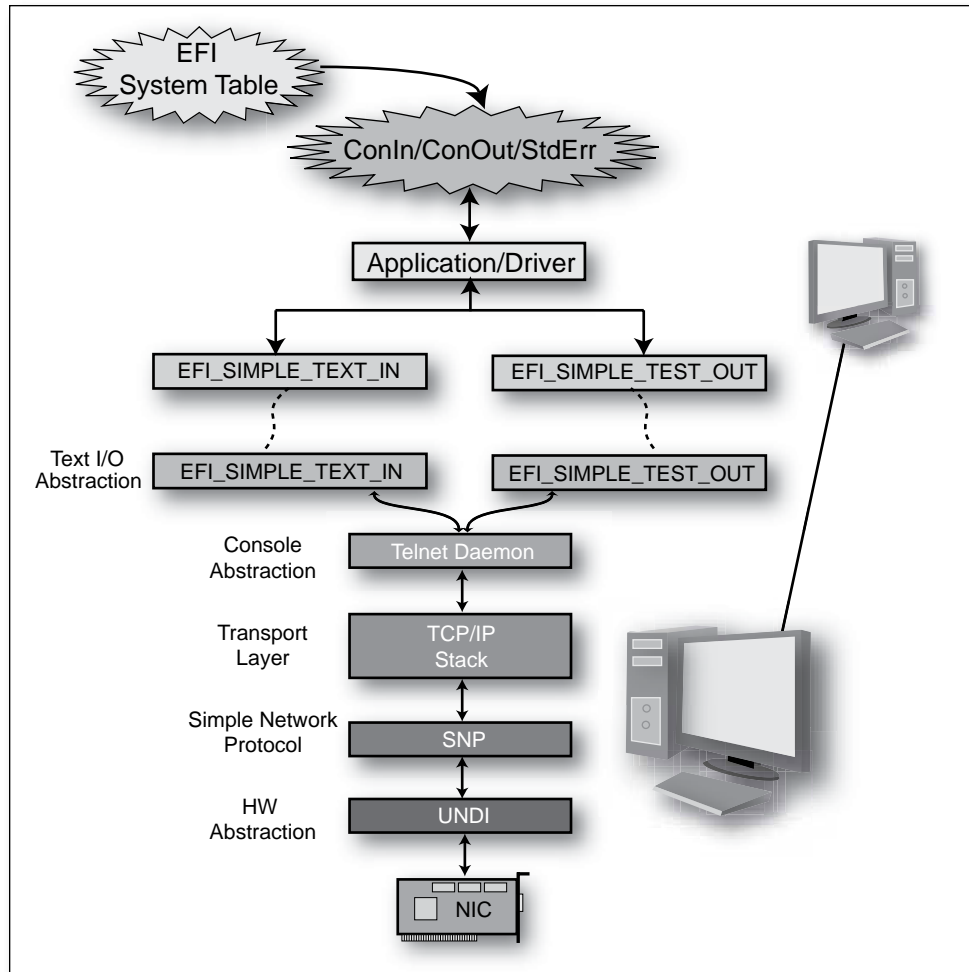 EFI
System Table
ConIn/ConOut/StdErr
Application/Driver
EFI_SIMPLE_TEXT_IN
EFI_SIMPLE_TEST_OUT
Text I/O
Abstraction
EFI_SIMPLE_TEXT_IN
EFI_SIMPLE_TEST_OUT
Console
Abstraction
Telnet Daemon
Transport
Layer
TCP/IP
Stack
Simple Network
Protocol
SNP
HW
Abstraction
UNDI
NIC